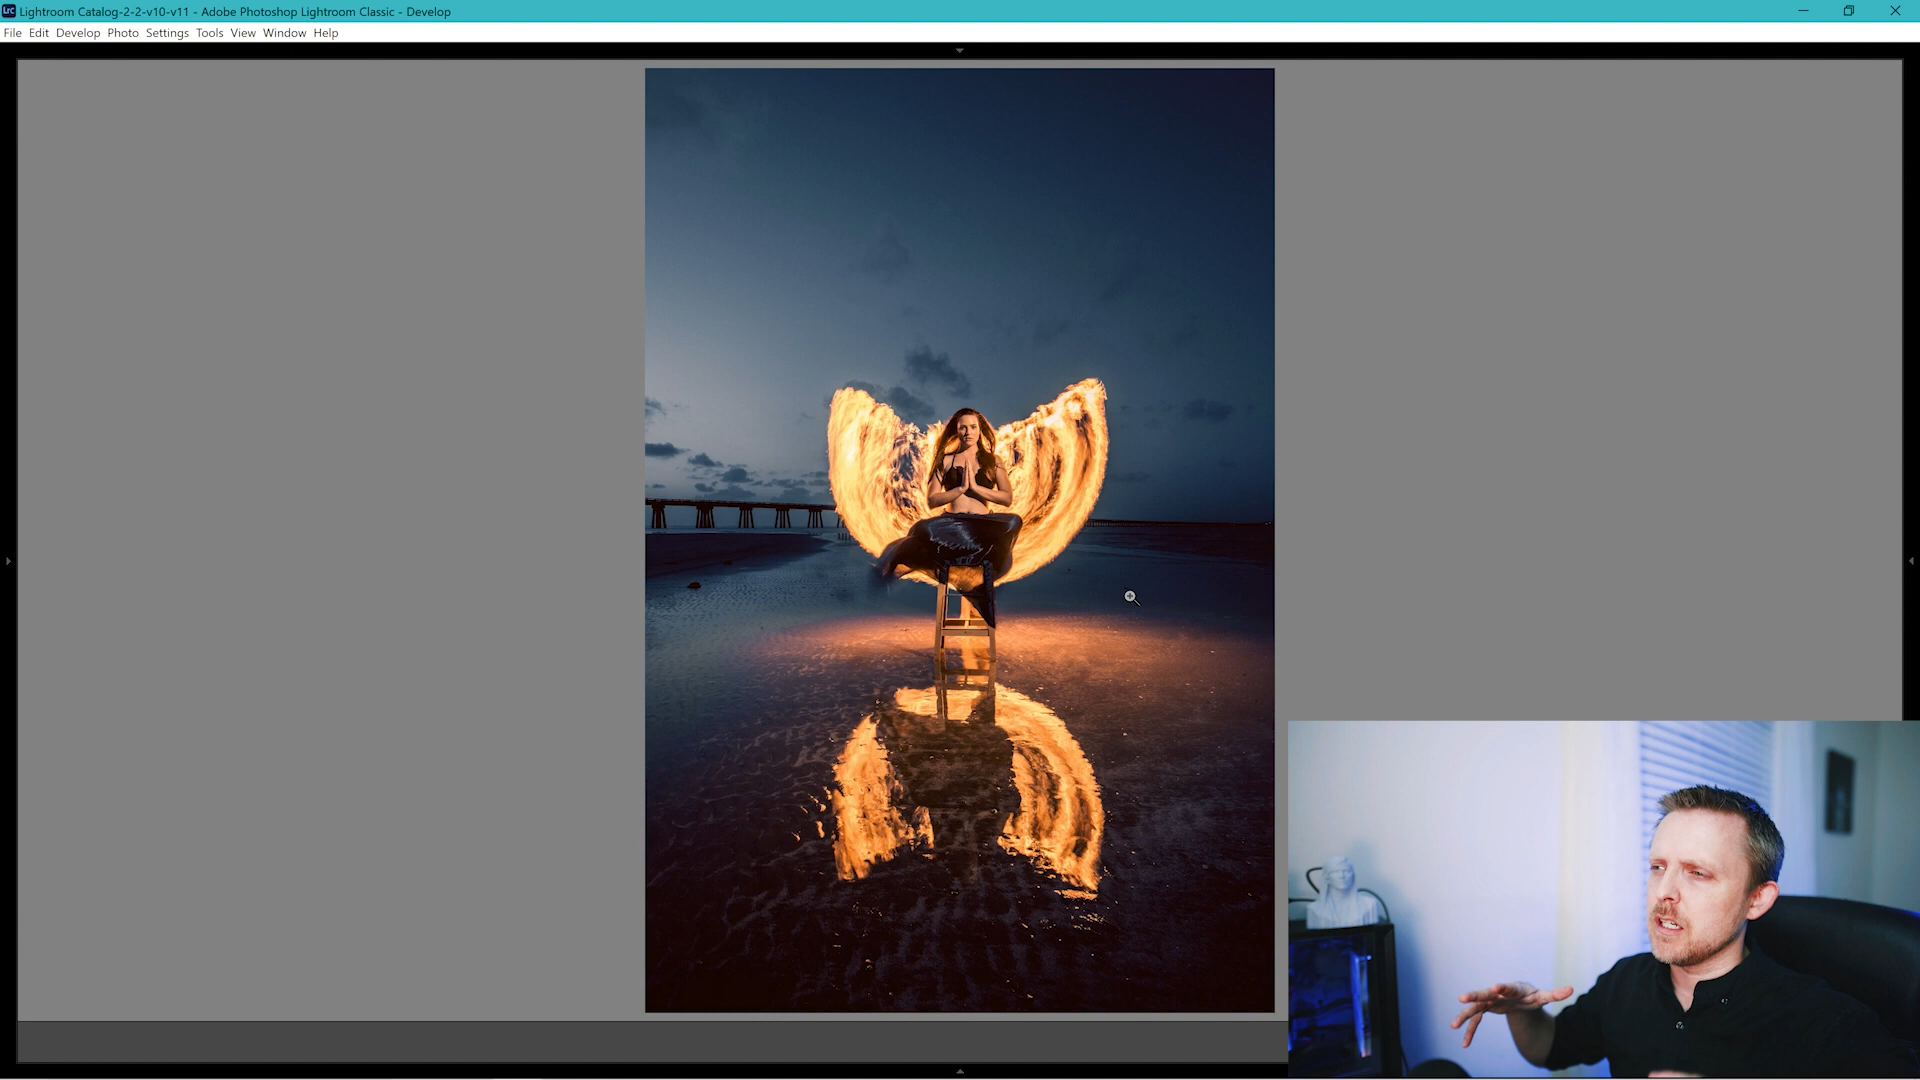 Lrc Lightroom Catalog-2-2-v10-v11 - Adobe Photoshop Lightroom Classic - Develop
File Edit Develop Photo Settings Tools View Window Help